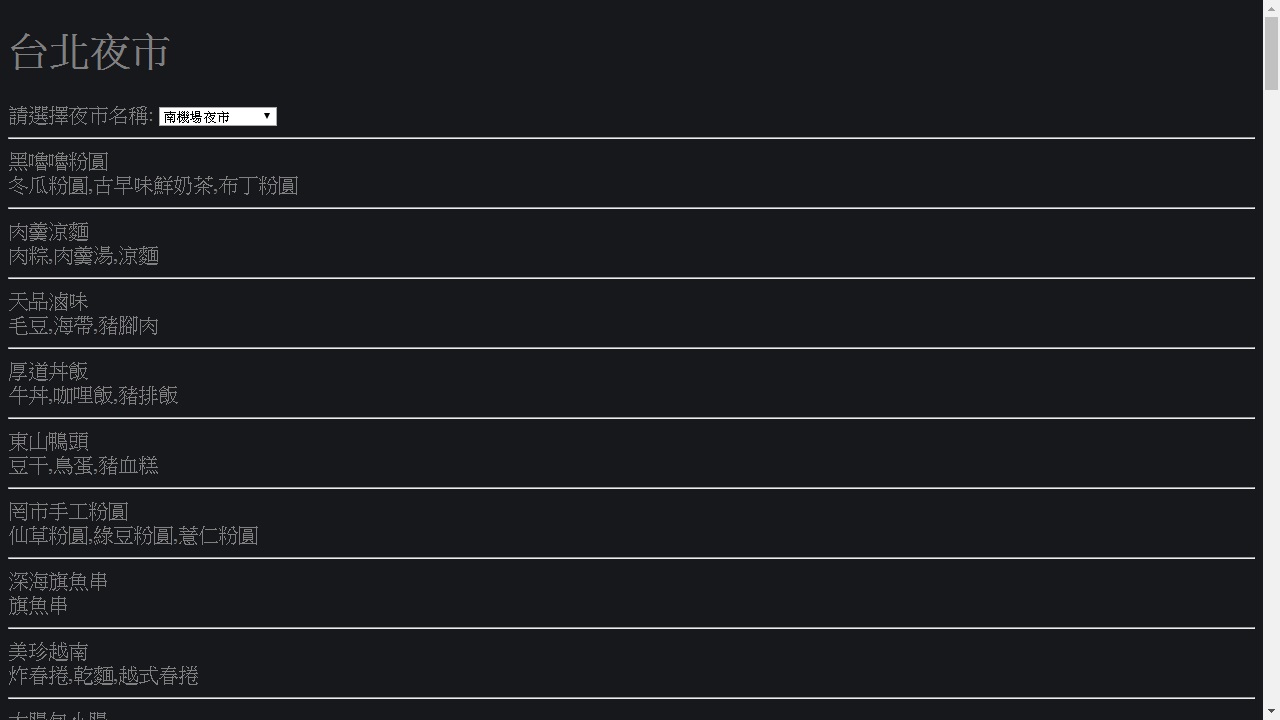 台北夜市
請選擇夜市名稱: 南機場夜市
黑嚕嚕粉圓
冬瓜粉圓,古早味鮮奶茶,布丁粉圓
肉羹涼麵
肉粽,肉羹湯,涼麵
天品滷味
毛豆,海帶,豬腳肉
厚道丼飯
牛丼,咖哩飯,豬排飯
東山鴨頭
豆干,鳥蛋,豬血糕
罔市手工粉圓
仙草粉圓,綠豆粉圓,薏仁粉圓
深海旗魚串
旗魚串
美珍越南
炸春捲,乾麵,越式春捲